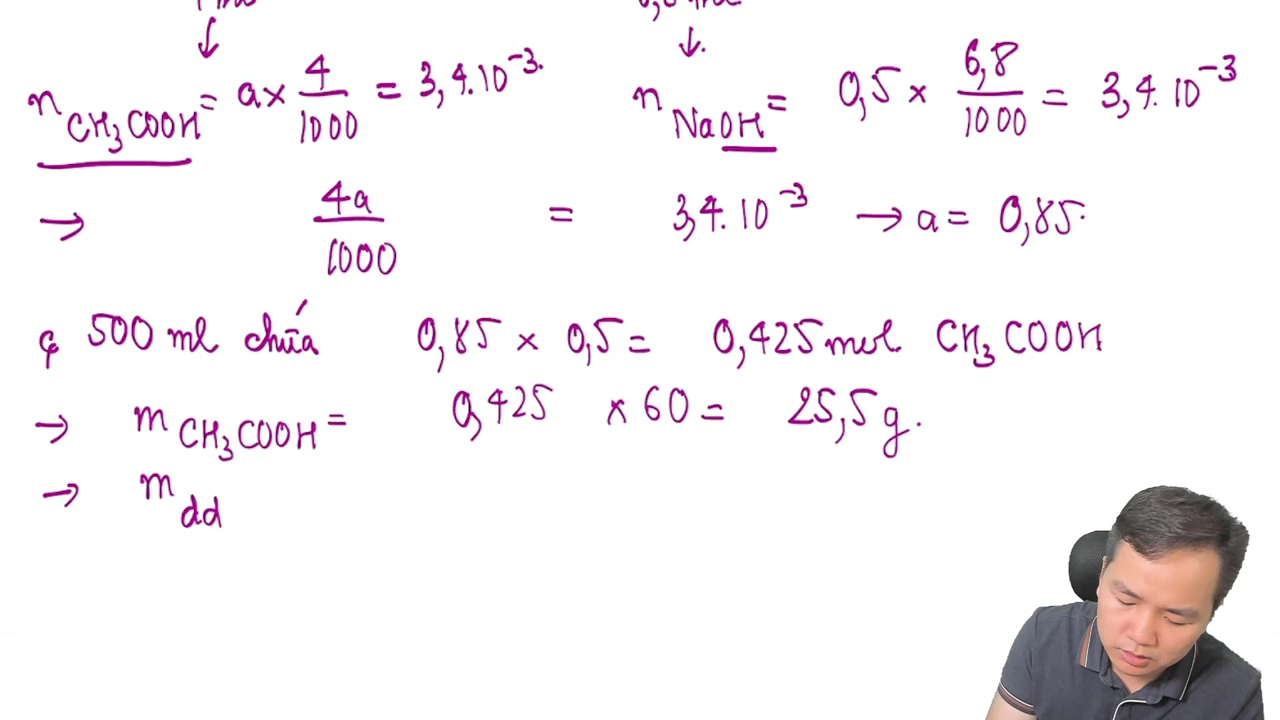 n CH₃COOH = a × 4/1000 = 3,4.10⁻³. n NaOH = 0,5 × 6,8/1000 = 3,4.10⁻³
→ 4a/1000 = 3,4.10⁻³ → a = 0,85.
500 ml chứa 0,85 × 0,5 = 0,425 mol CH₃COOH
→ m CH₃COOH = 0,425 × 60 = 25,5 g.
→ m dd